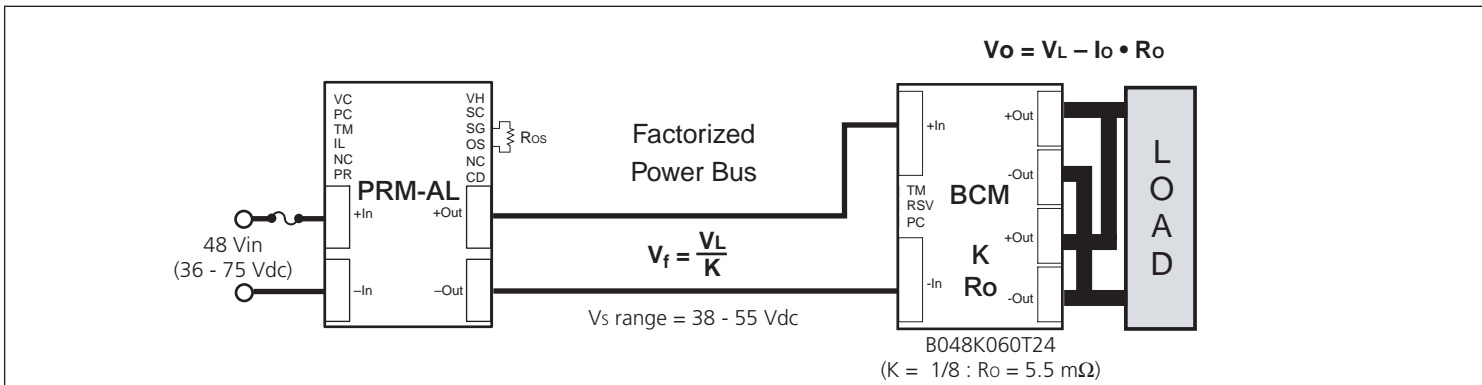 Vo = VL – Io • Ro
VC
PC
TM
IL
NC
PR
VH
SC
SG
OS
NC
CD
ROS
PRM-AL
+In
–In
+Out
–Out
48 Vin
(36 - 75 Vdc)
Factorized
Power Bus
Vf = VL
K
Vs range = 38 - 55 Vdc
+In
TM
RSV
PC
-In
BCM
K
Ro
+Out
-Out
+Out
-Out
B048K060T24
(K = 1/8 : Ro = 5.5 mΩ)
L
O
A
D